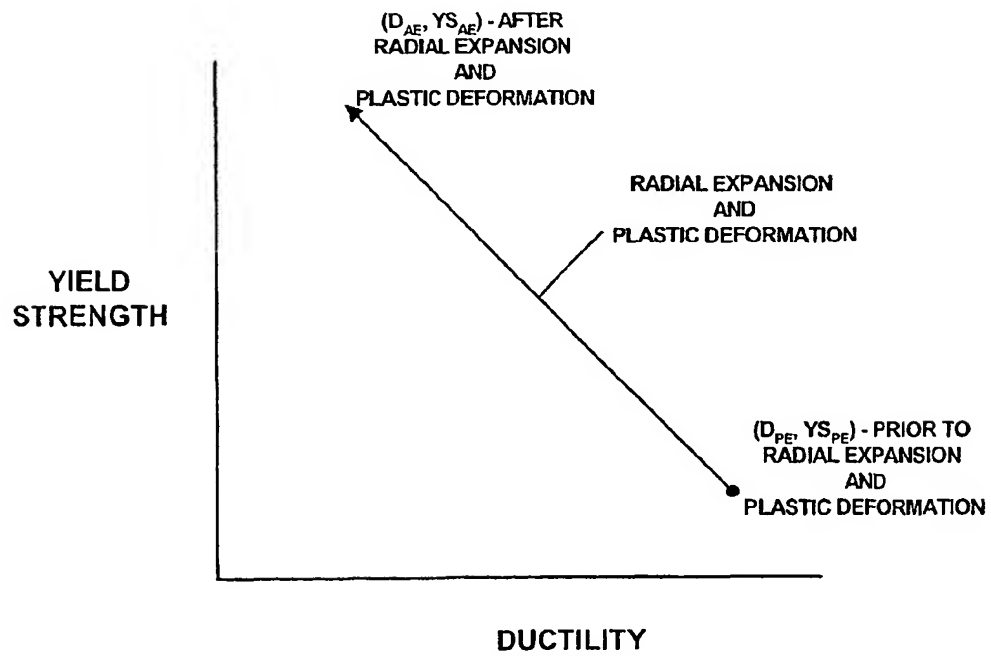 (D_AE, YS_AE) - AFTER
RADIAL EXPANSION
AND
PLASTIC DEFORMATION
RADIAL EXPANSION
AND
PLASTIC DEFORMATION
YIELD
STRENGTH
(D_PE, YS_PE) - PRIOR TO
RADIAL EXPANSION
AND
PLASTIC DEFORMATION
DUCTILITY